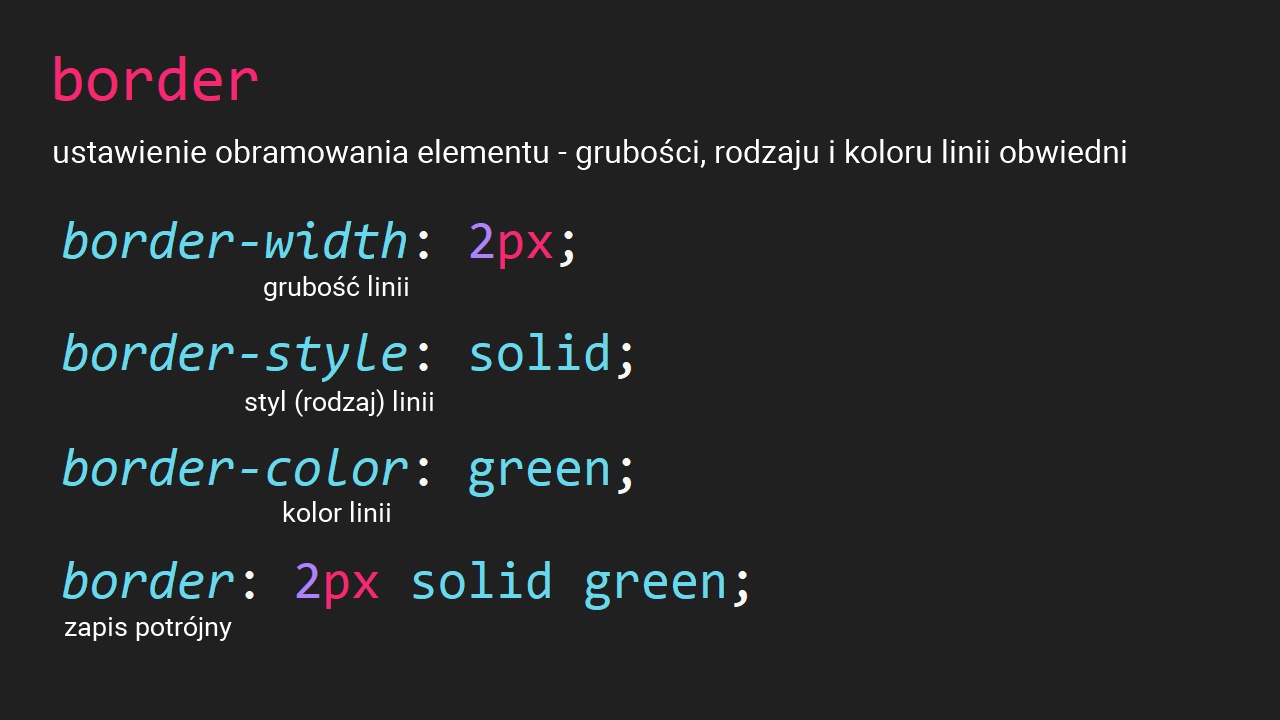 border
ustawienie obramowania elementu - grubości, rodzaju i koloru linii obwiedni
border-width: 2px;
grubość linii
border-style: solid;
styl (rodzaj) linii
border-color: green;
kolor linii
border: 2px solid green;
zapis potrójny